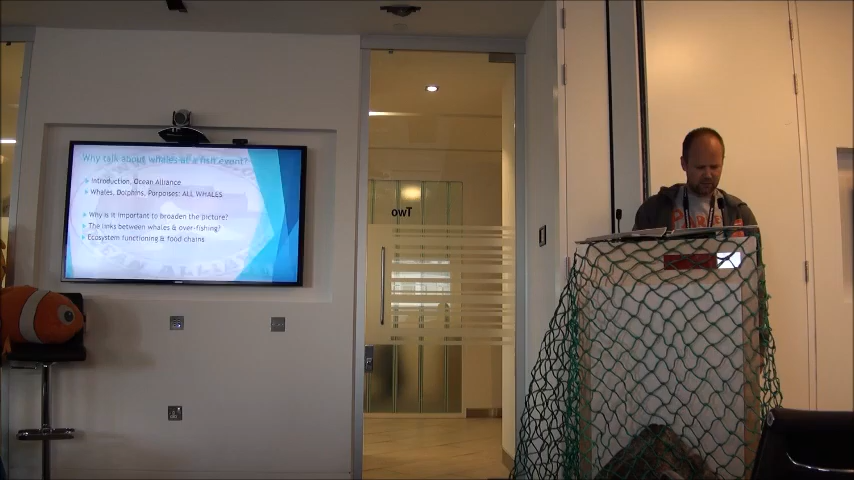 Why talk about whales at a fish event?
Introduction, Ocean Alliance
Whales, Dolphins, Porpoises: ALL WHALES
Why is it important to broaden the picture?
The links between whales & over-fishing?
Ecosystem functioning & food chains
Two